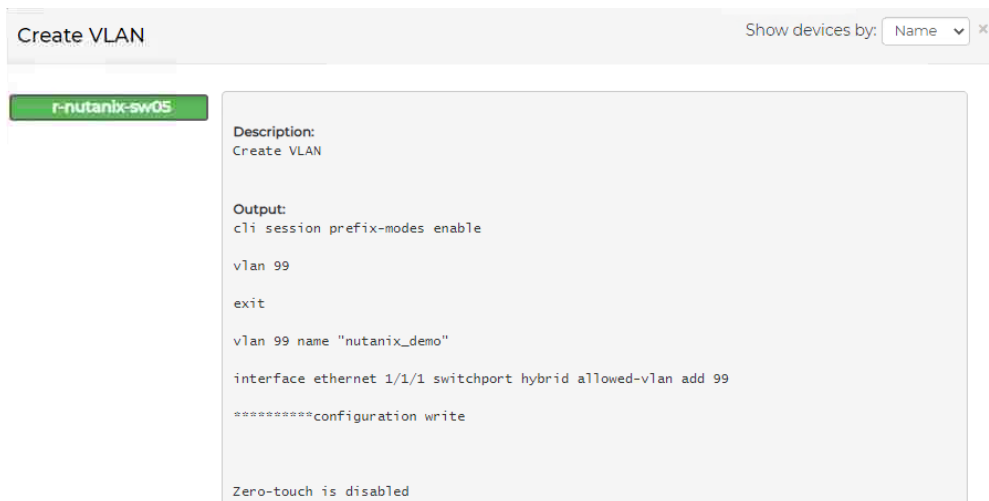 Create VLAN
Show devices by: Name
×
r-nutanix-sw05
Description:
Create VLAN
Output:
cli session prefix-modes enable
vlan 99
exit
vlan 99 name "nutanix_demo"
interface ethernet 1/1/1 switchport hybrid allowed-vlan add 99
**********configuration write
Zero-touch is disabled